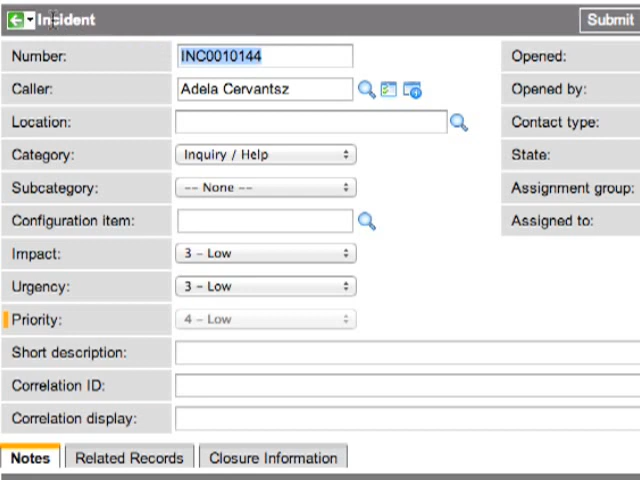 Incident Submit
Number: INC0010144 Opened:
Caller: Adela Cervantsz Opened by:
Location: Contact type:
Category: Inquiry / Help State:
Subcategory: -- None -- Assignment group:
Configuration item: Assigned to:
Impact: 3 - Low
Urgency: 3 - Low
Priority: 4 - Low
Short description:
Correlation ID:
Correlation display:
Notes Related Records Closure Information